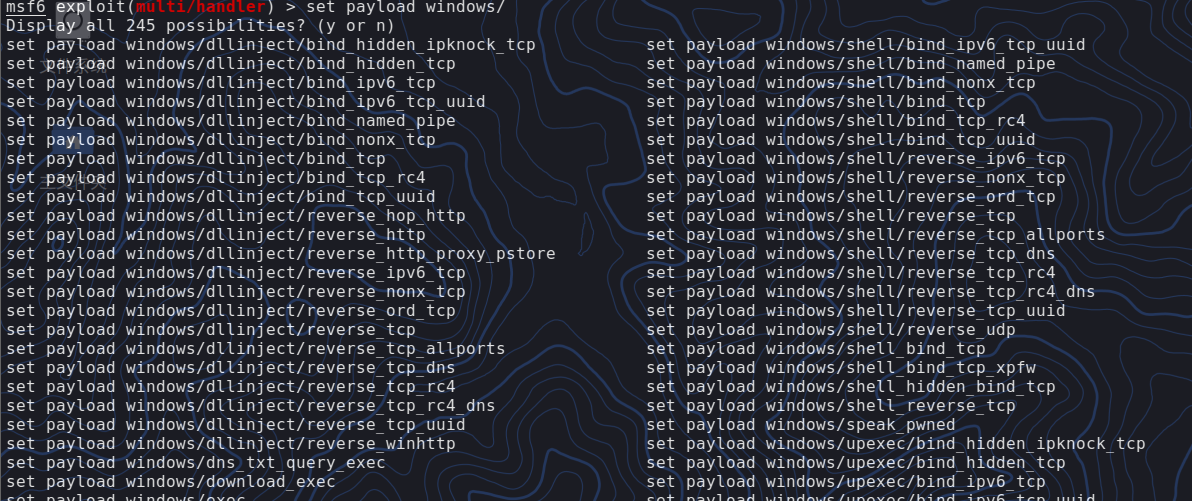 msf6 exploit(multi/handler) > set payload windows/
Display all 245 possibilities? (y or n)
set payload windows/dllinject/bind_hidden_ipknock_tcp set payload windows/shell/bind_ipv6_tcp_uuid
set payload windows/dllinject/bind_hidden_tcp set payload windows/shell/bind_named_pipe
set payload windows/dllinject/bind_ipv6_tcp set payload windows/shell/bind_nonx_tcp
set payload windows/dllinject/bind_ipv6_tcp_uuid set payload windows/shell/bind_tcp
set payload windows/dllinject/bind_named_pipe set payload windows/shell/bind_tcp_rc4
set payload windows/dllinject/bind_nonx_tcp set payload windows/shell/bind_tcp_uuid
set payload windows/dllinject/bind_tcp set payload windows/shell/reverse_ipv6_tcp
set payload windows/dllinject/bind_tcp_rc4 set payload windows/shell/reverse_nonx_tcp
set payload windows/dllinject/bind_tcp_uuid set payload windows/shell/reverse_ord_tcp
set payload windows/dllinject/reverse_hop_http set payload windows/shell/reverse_tcp
set payload windows/dllinject/reverse_http set payload windows/shell/reverse_tcp_allports
set payload windows/dllinject/reverse_http_proxy_pstore set payload windows/shell/reverse_tcp_dns
set payload windows/dllinject/reverse_ipv6_tcp set payload windows/shell/reverse_tcp_rc4
set payload windows/dllinject/reverse_nonx_tcp set payload windows/shell/reverse_tcp_rc4_dns
set payload windows/dllinject/reverse_ord_tcp set payload windows/shell/reverse_tcp_uuid
set payload windows/dllinject/reverse_tcp set payload windows/shell/reverse_udp
set payload windows/dllinject/reverse_tcp_allports set payload windows/shell_bind_tcp
set payload windows/dllinject/reverse_tcp_dns set payload windows/shell_bind_tcp_xpfw
set payload windows/dllinject/reverse_tcp_rc4 set payload windows/shell_hidden_bind_tcp
set payload windows/dllinject/reverse_tcp_rc4_dns set payload windows/shell_reverse_tcp
set payload windows/dllinject/reverse_tcp_uuid set payload windows/speak_pwned
set payload windows/dllinject/reverse_winhttp set payload windows/upexec/bind_hidden_ipknock_tcp
set payload windows/dns_txt_query_exec set payload windows/upexec/bind_hidden_tcp
set payload windows/download_exec set payload windows/upexec/bind_ipv6_tcp
set payload windows/exec set payload windows/upexec/bind_ipv6_tcp_uuid